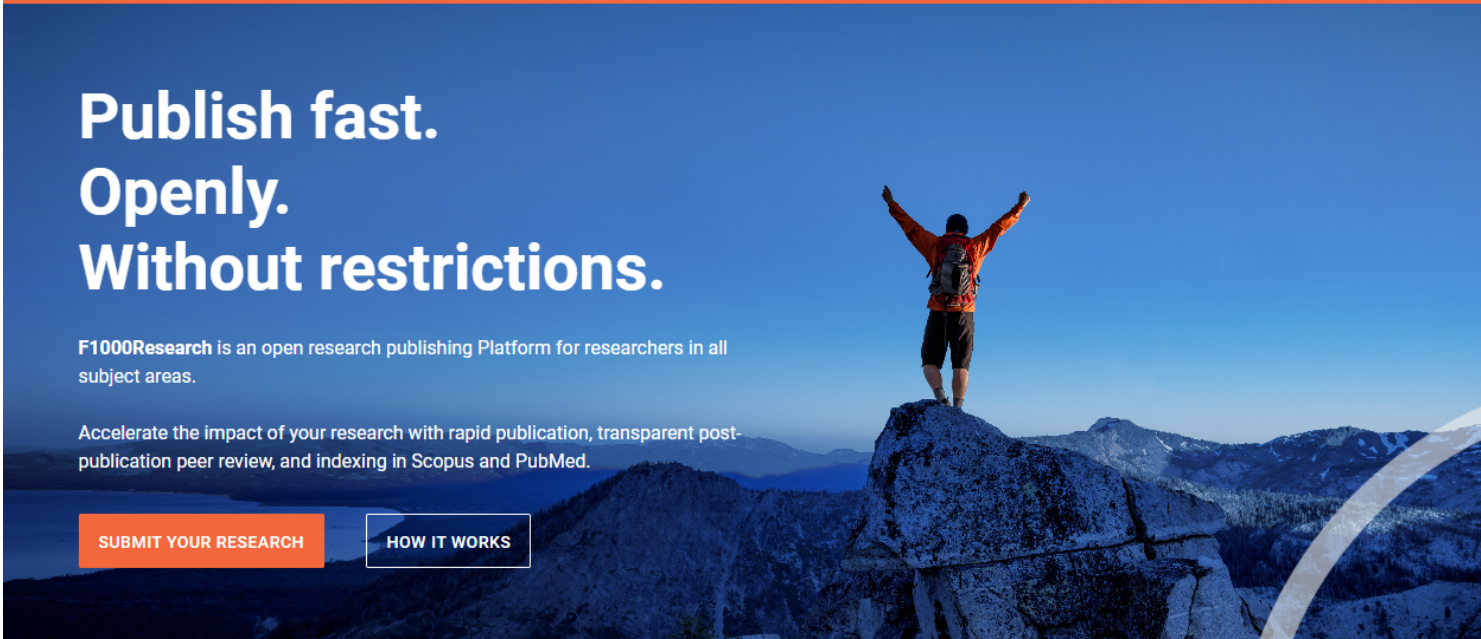 Publish fast.
Openly.
Without restrictions.
F1000Research is an open research publishing Platform for researchers in all
subject areas.
Accelerate the impact of your research with rapid publication, transparent post-
publication peer review, and indexing in Scopus and PubMed.
SUBMIT YOUR RESEARCH
HOW IT WORKS